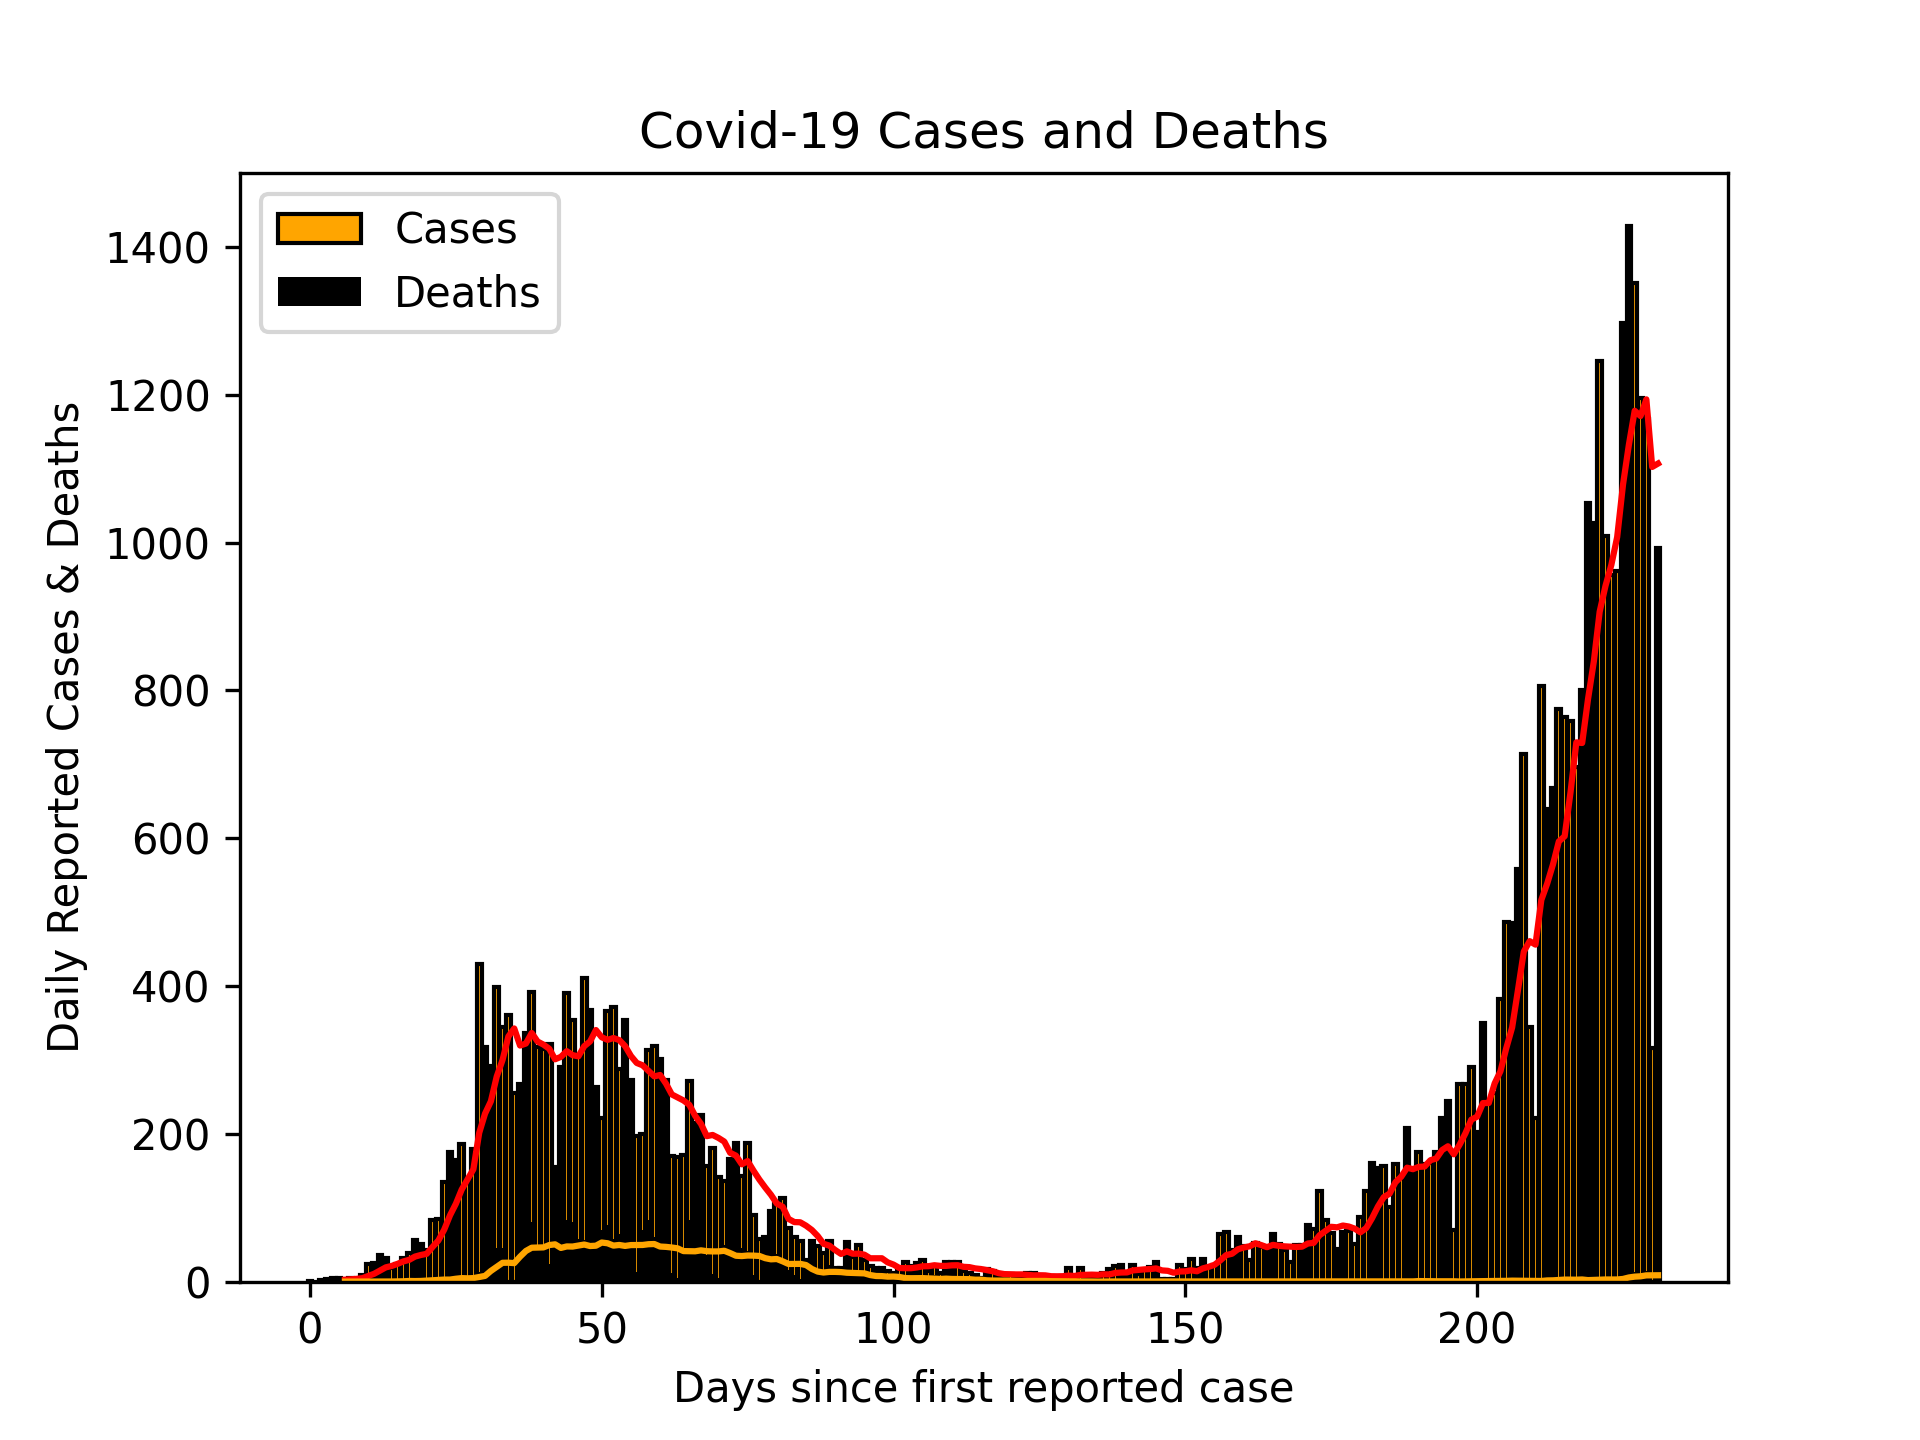 Covid-19 Cases and Deaths
Cases
Deaths
1400
1200
1000
800
600
400
200
0
Daily Reported Cases & Deaths
0 50 100 150 200
Days since first reported case